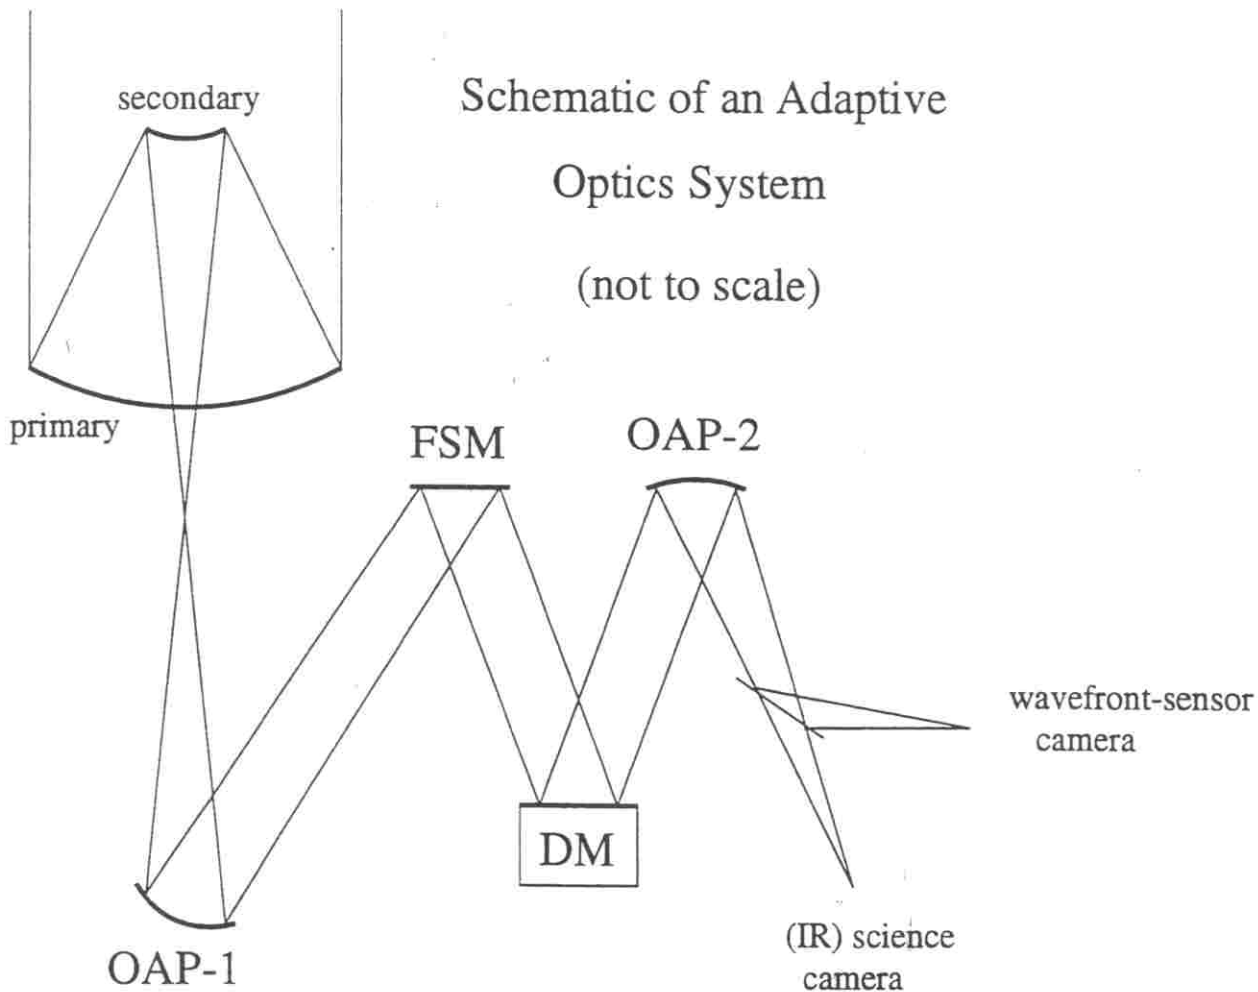 secondary
Schematic of an Adaptive
Optics System
(not to scale)
primary
FSM
OAP-2
wavefront-sensor
camera
DM
(IR) science
camera
OAP-1